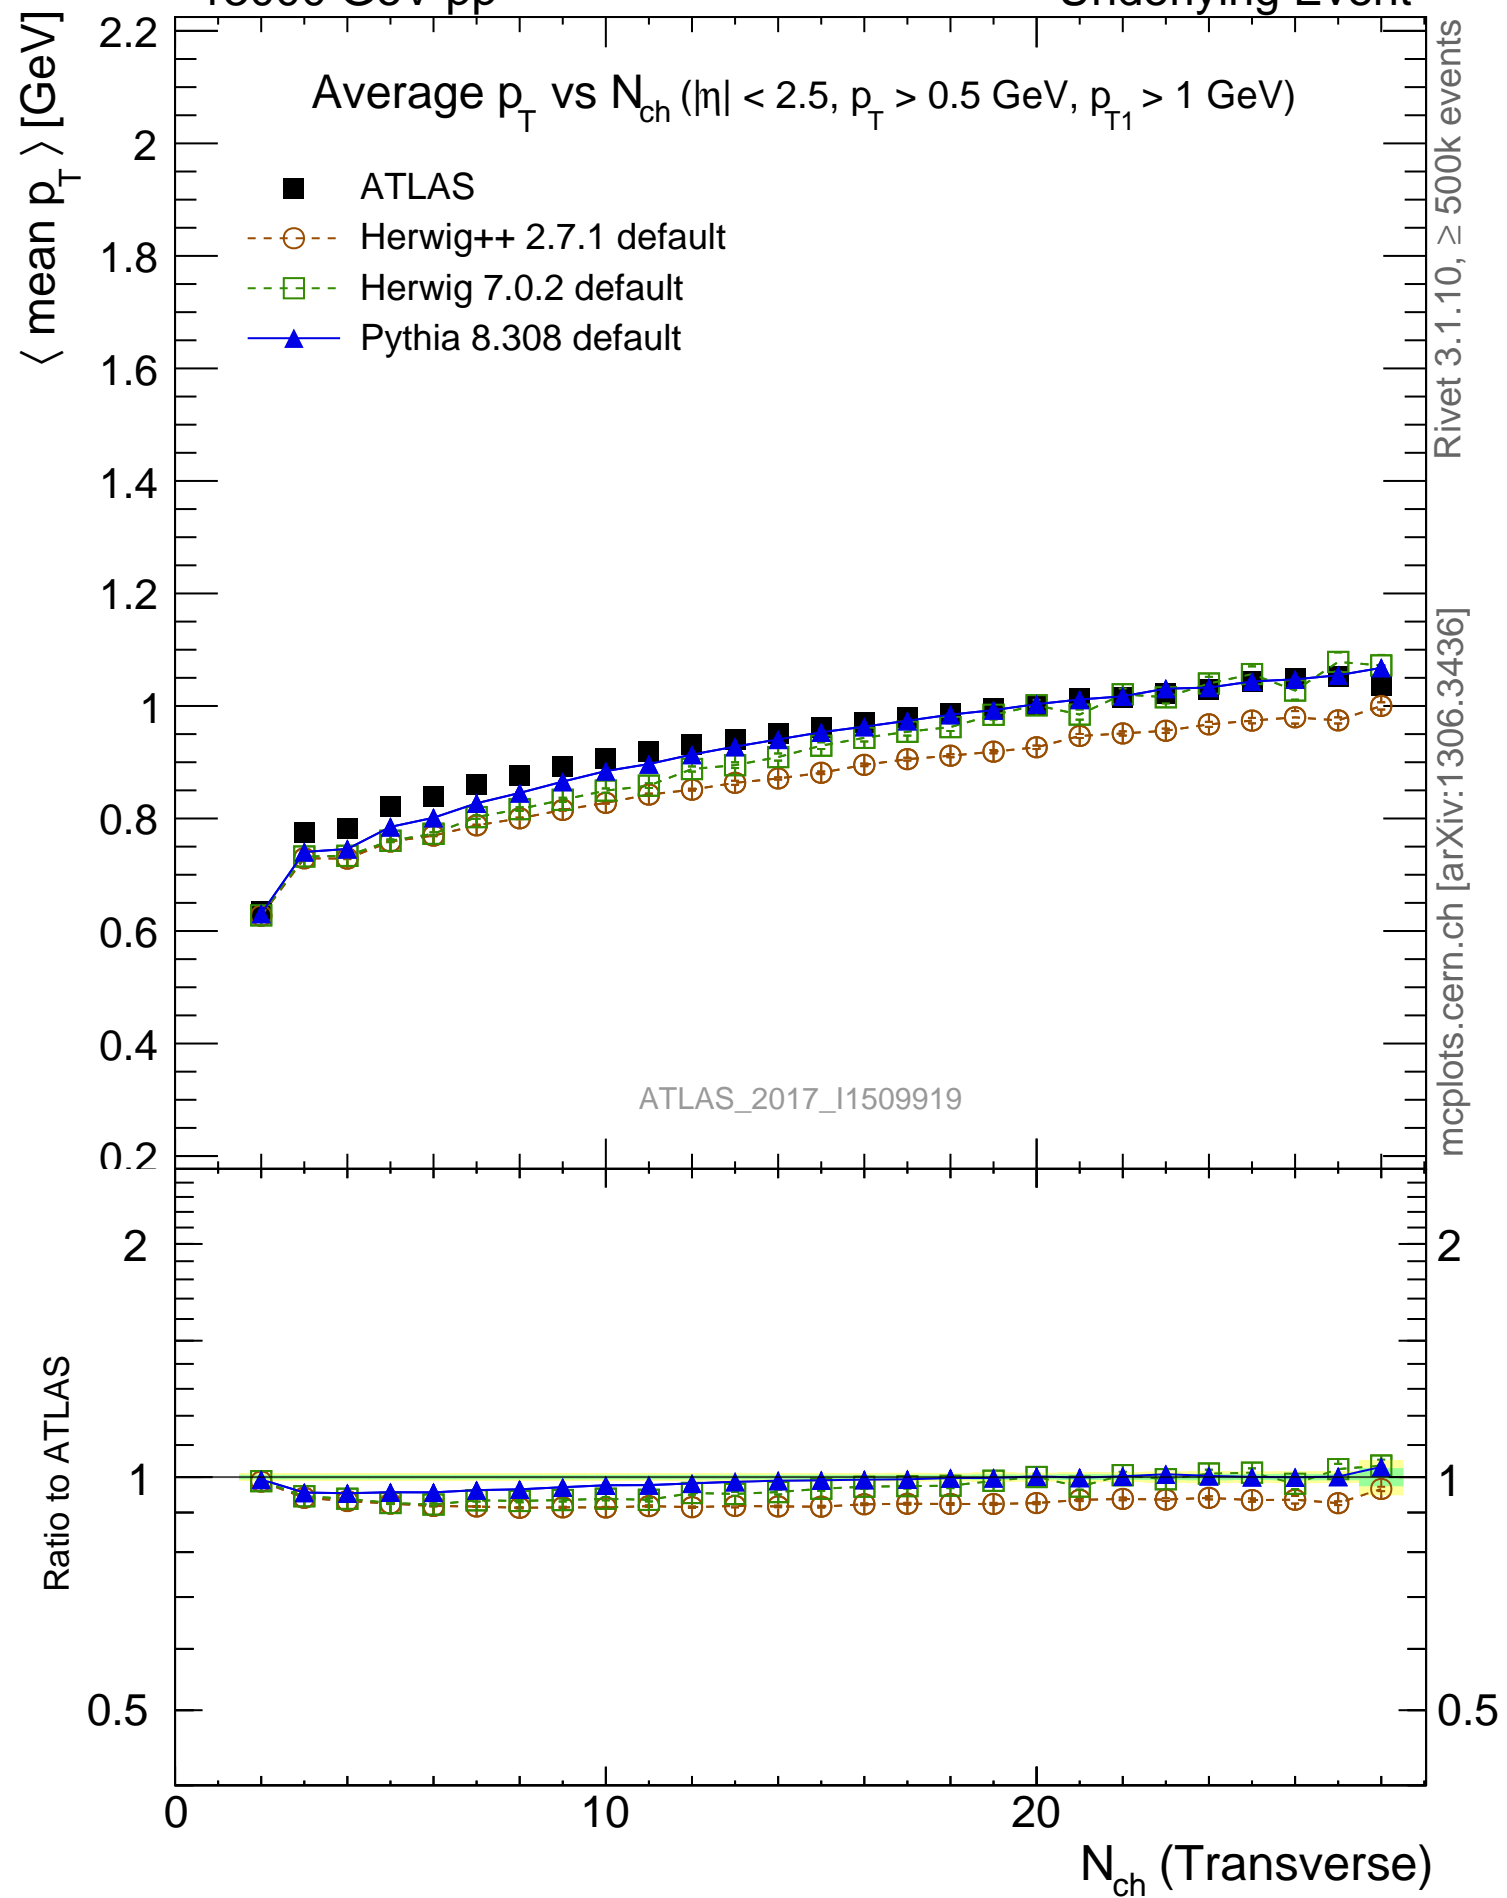 ⟨ mean p_T ⟩ [GeV]
Average p_T vs N_ch (|η| < 2.5, p_T > 0.5 GeV, p_T1 > 1 GeV)
ATLAS
Herwig++ 2.7.1 default
Herwig 7.0.2 default
Pythia 8.308 default
2.2
2
1.8
1.6
1.4
1.2
1
0.8
0.6
0.4
0.2
ATLAS_2017_I1509919
Rivet 3.1.10, ≥ 500k events
mcplots.cern.ch [arXiv:1306.3436]
Ratio to ATLAS
2
1
0.5
2
1
0.5
0
10
20
N_ch (Transverse)